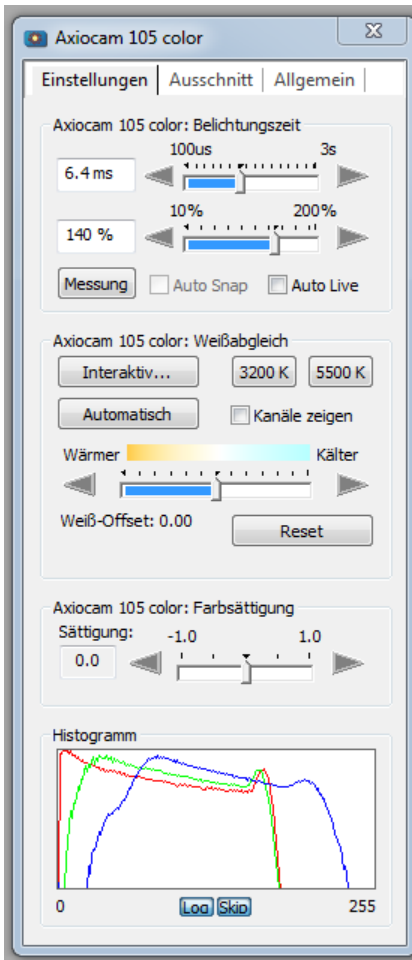 Axiocam 105 color
Einstellungen Ausschnitt Allgemein
Axiocam 105 color: Belichtungszeit
100us 3s
6.4 ms
10% 200%
140 %
Messung Auto Snap Auto Live
Axiocam 105 color: Weißabgleich
Interaktiv... 3200 K 5500 K
Automatisch Kanäle zeigen
Wärmer Kälter
Weiß-Offset: 0.00 Reset
Axiocam 105 color: Farbsättigung
Sättigung: -1.0 1.0
0.0
Histogramm
0 Log Skip 255